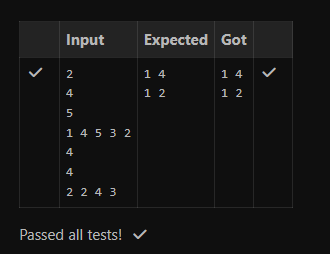 Input Expected Got
2 1 4 1 4
4 1 2 1 2
5
1 4 5 3 2
4
4
2 2 4 3
Passed all tests!